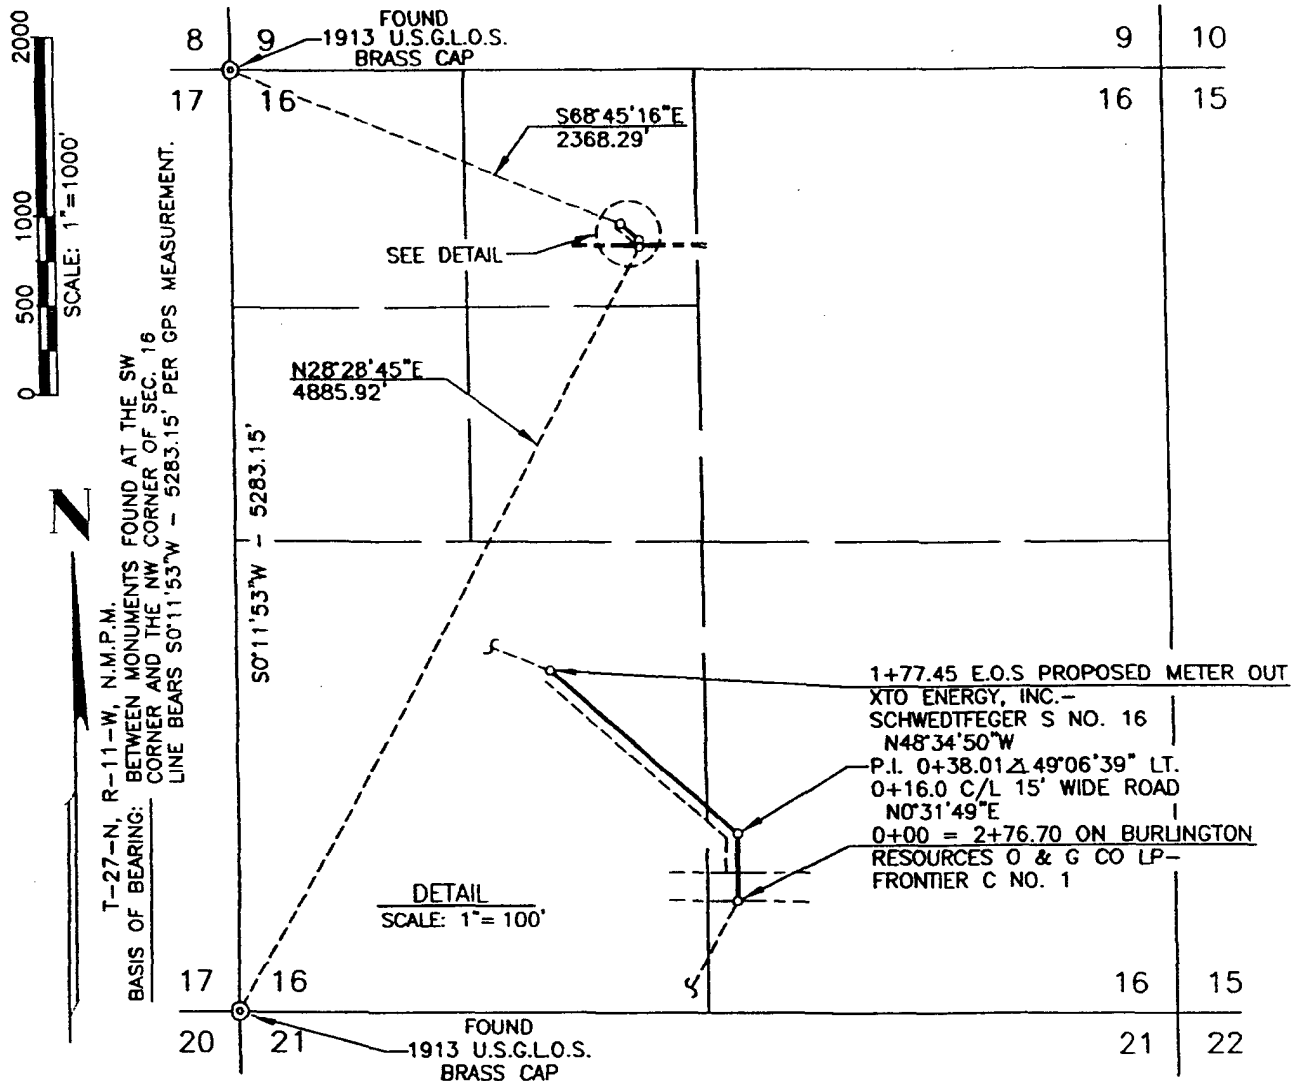 FOUND
1913 U.S.G.L.O.S.
BRASS CAP
8 9
17 16
9 10
16 15
S68°45'16"E
2368.29'
SEE DETAIL
N28°28'45"E
4885.92'
S0°11'53"W - 5283.15'
2000
1000
500
0
SCALE: 1"=1000'
N
T-27-N, R-11-W, N.M.P.M.
BASIS OF BEARING: BETWEEN MONUMENTS FOUND AT THE SW
CORNER AND THE NW CORNER OF SEC. 16
LINE BEARS S0°11'53"W - 5283.15' PER GPS MEASUREMENT.
1+77.45 E.O.S PROPOSED METER OUT
XTO ENERGY, INC.-
SCHWEDTFEGER S NO. 16
N48°34'50"W
P.I. 0+38.01 ∆ 49°06'39" LT.
0+16.0 C/L 15' WIDE ROAD
N0°31'49"E
0+00 = 2+76.70 ON BURLINGTON
RESOURCES O & G CO LP-
FRONTIER C NO. 1
DETAIL
SCALE: 1"= 100'
17 16
20 21
16 15
21 22
FOUND
1913 U.S.G.L.O.S.
BRASS CAP